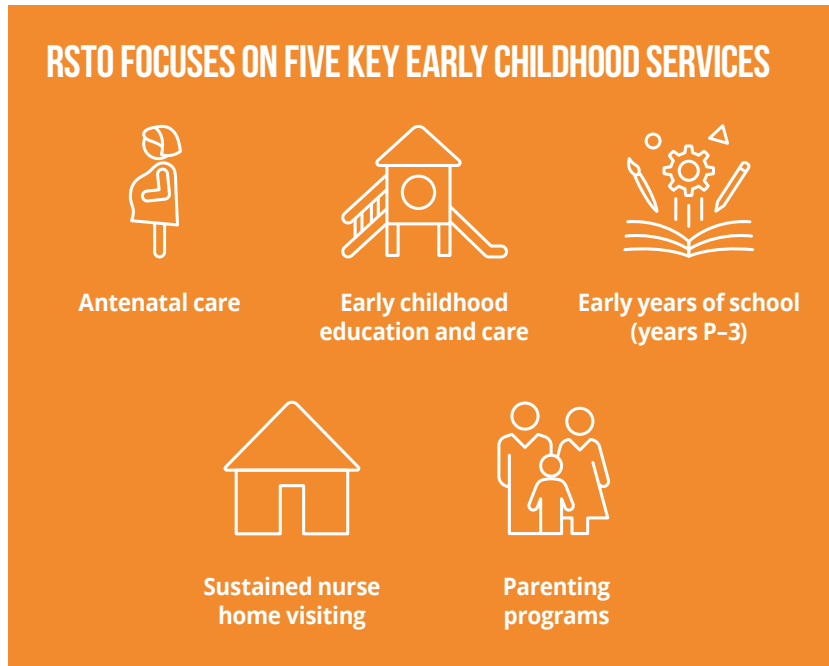 RSTO FOCUSES ON FIVE KEY EARLY CHILDHOOD SERVICES
Antenatal care
Early childhood
education and care
Early years of school
(years P–3)
Sustained nurse
home visiting
Parenting
programs